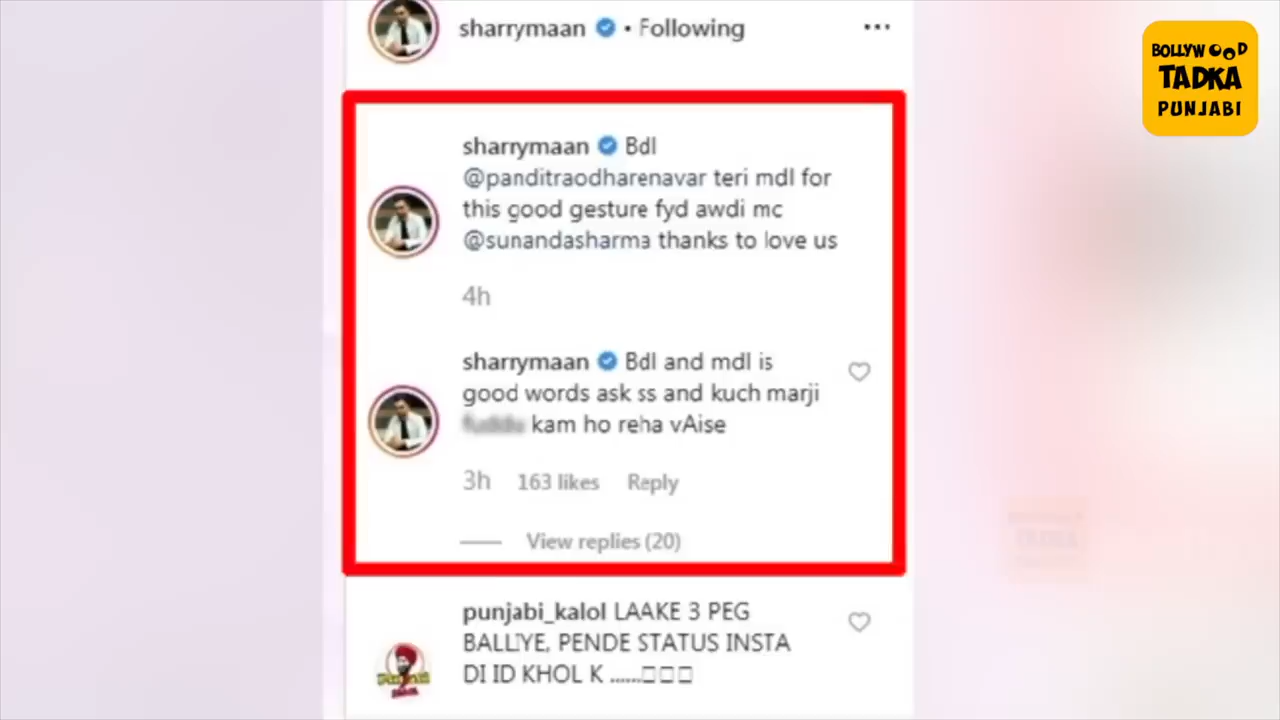 sharrymaan • Following
BOLLYWOOD
TADKA
PUNJABI
sharrymaan Bdl
@panditraodharenavar teri mdl for
this good gesture fyd awdi mc
@sunandasharma thanks to love us
4h
sharrymaan Bdl and mdl is
good words ask ss and kuch marji
kam ho reha vAise
3h 163 likes Reply
View replies (20)
punjabi_kalol LAAKE 3 PEG
BALLIYE, PENDE STATUS INSTA
DI ID KHOL K ......